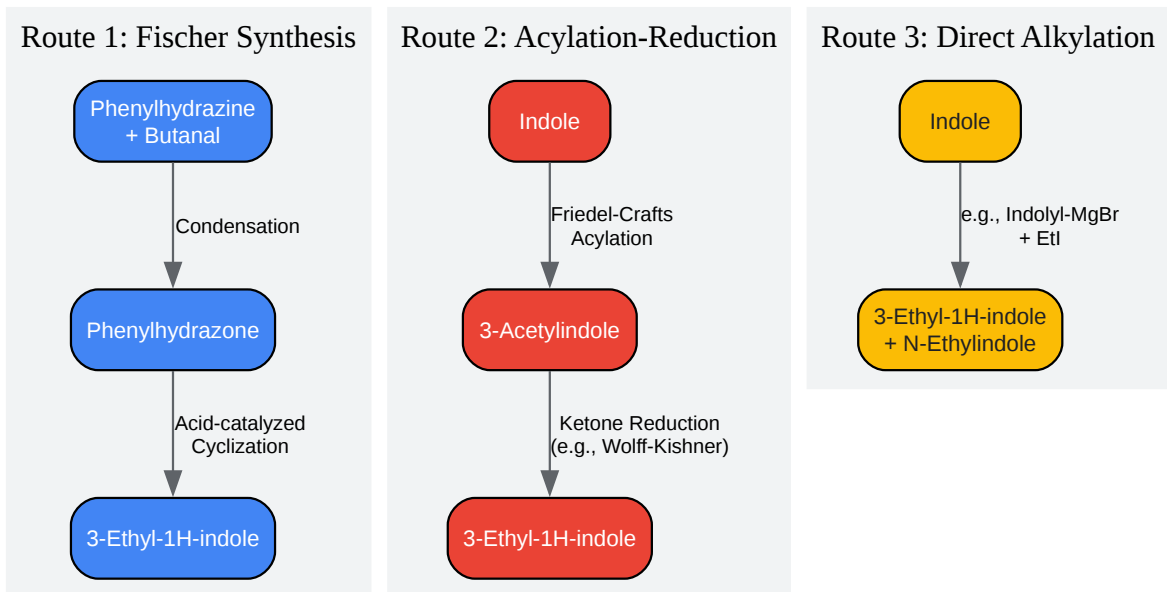 Route 1: Fischer Synthesis
Phenylhydrazine
+ Butanal
Condensation
Phenylhydrazone
Acid-catalyzed
Cyclization
3-Ethyl-1H-indole
Route 2: Acylation-Reduction
Indole
Friedel-Crafts
Acylation
3-Acetylindole
Ketone Reduction
(e.g., Wolff-Kishner)
3-Ethyl-1H-indole
Route 3: Direct Alkylation
Indole
e.g., Indolyl-MgBr
+ EtI
3-Ethyl-1H-indole
+ N-Ethylindole